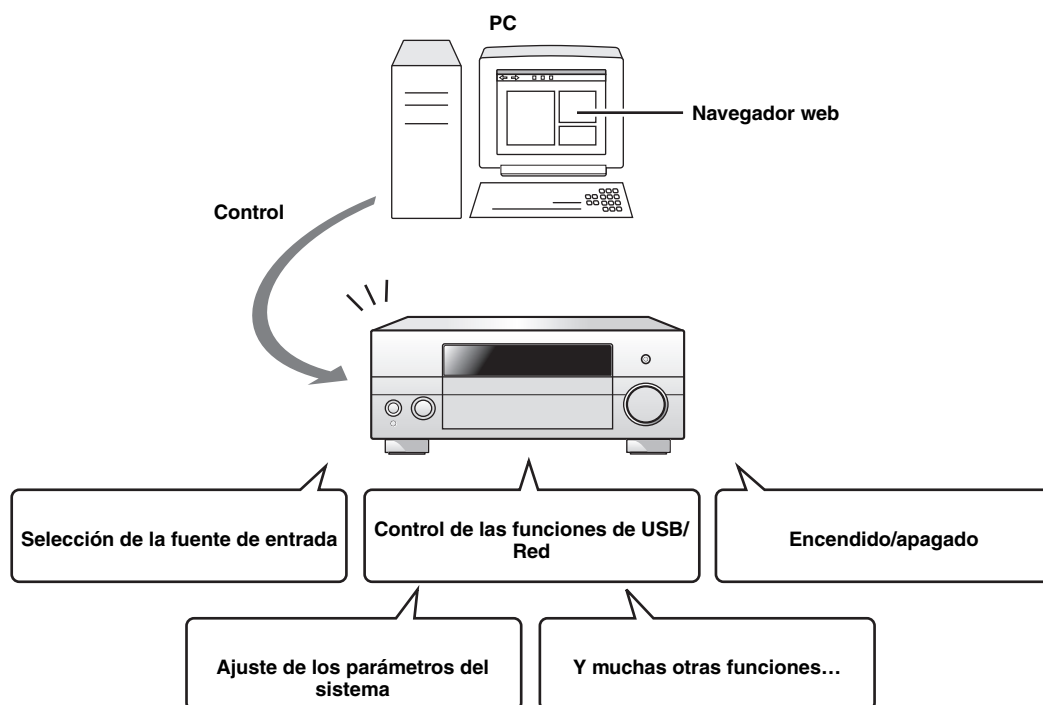 PC
Navegador web
Control
Selección de la fuente de entrada
Control de las funciones de USB/
Red
Encendido/apagado
Ajuste de los parámetros del
sistema
Y muchas otras funciones…